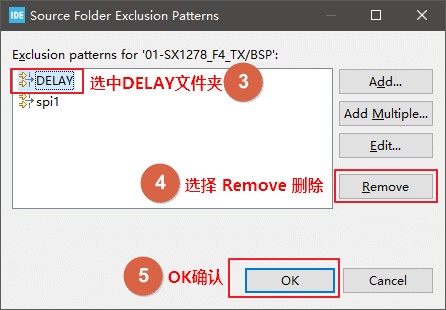 IDE Source Folder Exclusion Patterns
Exclusion patterns for '01-SX1278_F4_TX/BSP':
DELAY 选中DELAY文件夹 3
Add...
spi1
Add Multiple...
Edit...
4 选择 Remove 删除
Remove
5 OK确认
OK
Cancel